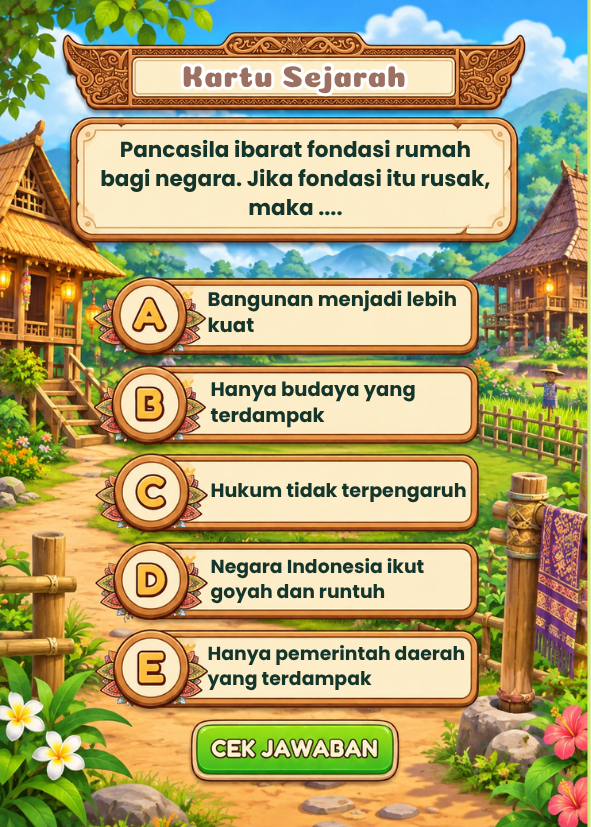 Kartu Sejarah
Pancasila ibarat fondasi rumah
bagi negara. Jika fondasi itu rusak,
maka ....
A
Bangunan menjadi lebih
kuat
B
Hanya budaya yang
terdampak
C
Hukum tidak terpengaruh
D
Negara Indonesia ikut
goyah dan runtuh
E
Hanya pemerintah daerah
yang terdampak
CEK JAWABAN